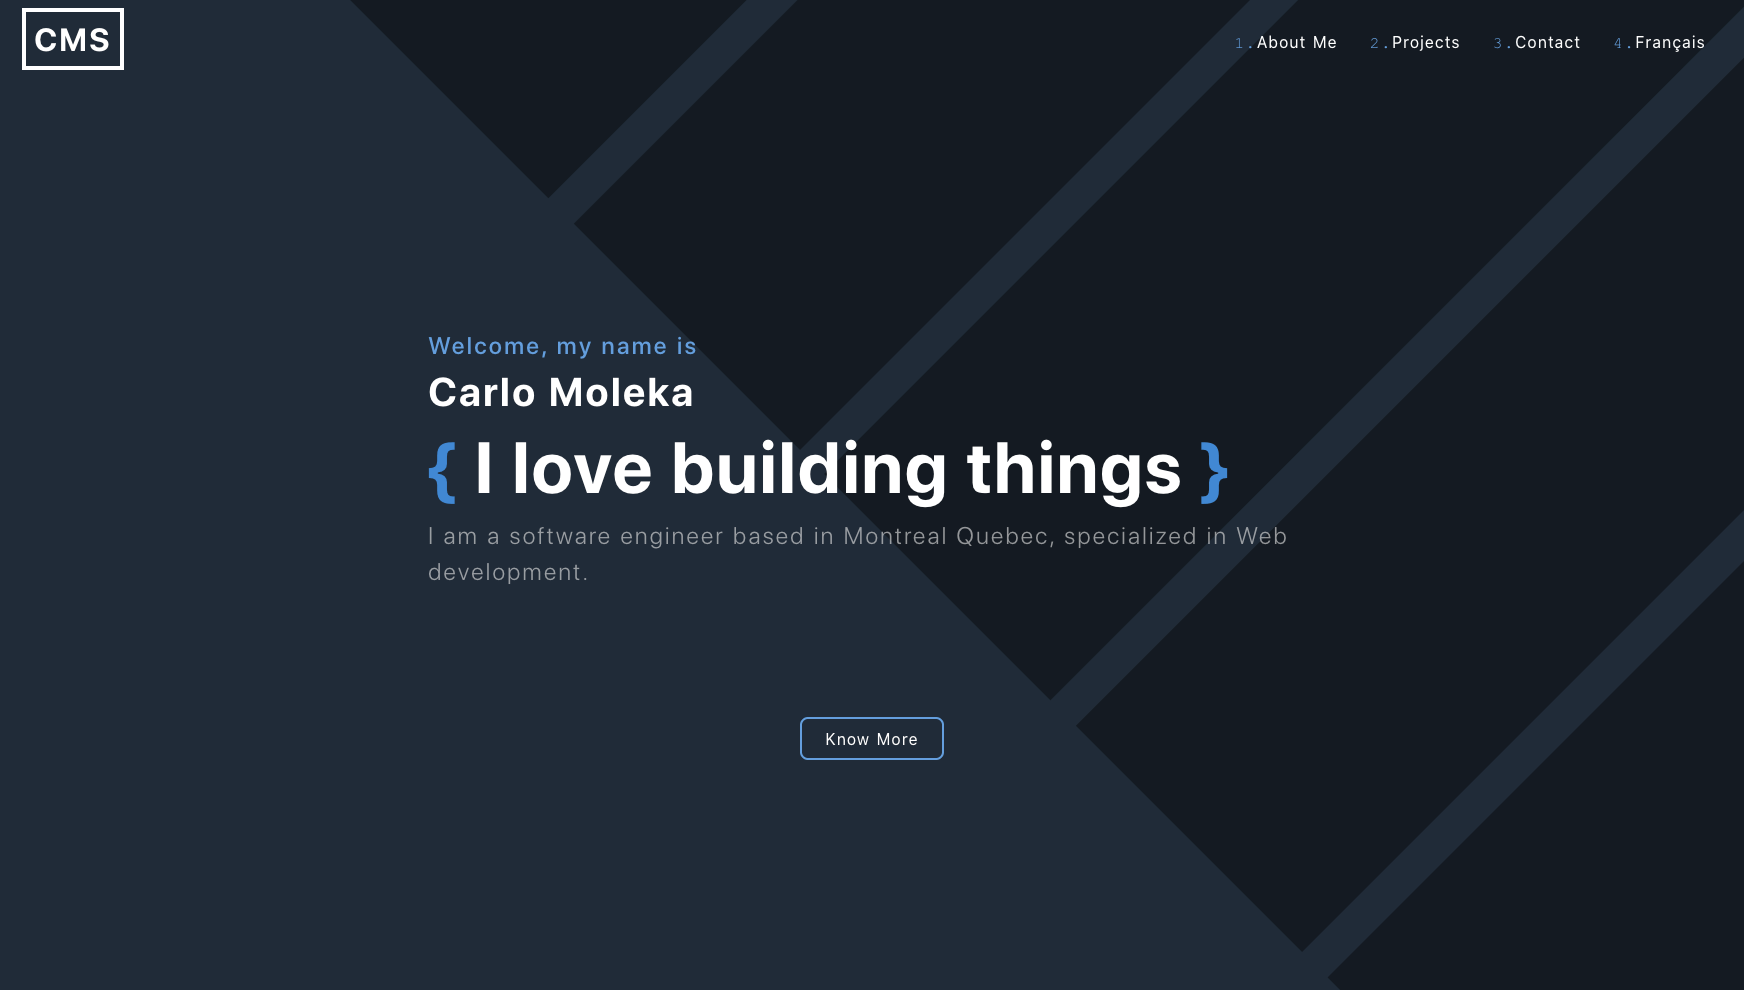 CMS
1. About Me 2. Projects 3. Contact 4. Français
Welcome, my name is
Carlo Moleka
{ I love building things }
I am a software engineer based in Montreal Quebec, specialized in Web
development.
Know More